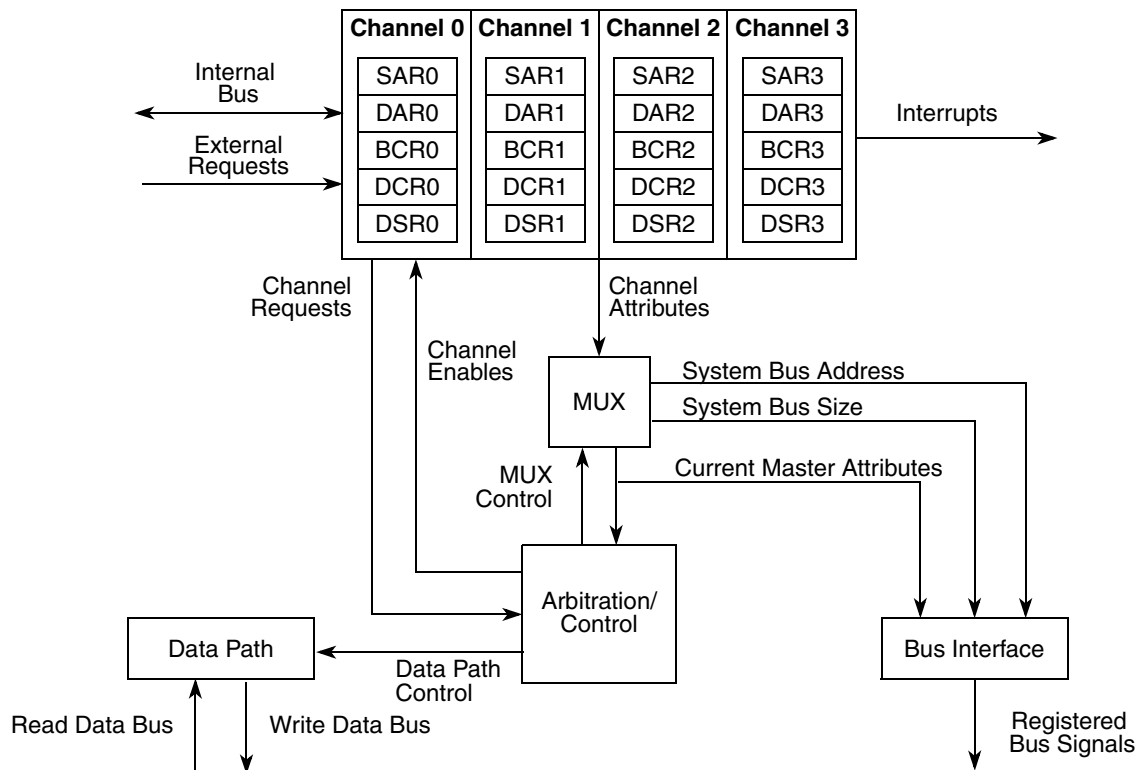 Channel 0
Channel 1
Channel 2
Channel 3
SAR0
SAR1
SAR2
SAR3
DAR0
DAR1
DAR2
DAR3
BCR0
BCR1
BCR2
BCR3
DCR0
DCR1
DCR2
DCR3
DSR0
DSR1
DSR2
DSR3
Internal
Bus
External
Requests
Interrupts
Channel
Requests
Channel
Enables
Channel
Attributes
MUX
System Bus Address
System Bus Size
Current Master Attributes
MUX
Control
Arbitration/
Control
Data Path
Data Path
Control
Bus Interface
Read Data Bus
Write Data Bus
Registered
Bus Signals